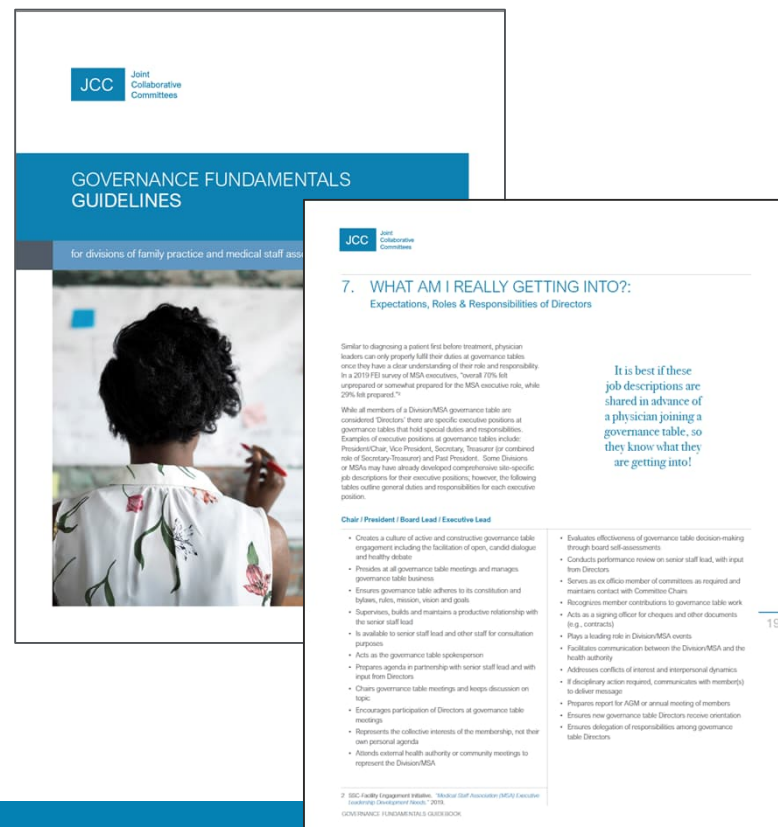 JCC
Joint
Collaborative
Committees
GOVERNANCE FUNDAMENTALS
GUIDELINES
for divisions of family practice and medical staff asso
JCC
Joint
Collaborative
Committees
7. WHAT AM I REALLY GETTING INTO?:
Expectations, Roles & Responsibilities of Directors
Similar to diagnosing a patient first before treatment, physician
leaders can only properly fulfil their duties at governance tables
once they have a clear understanding of their role and responsibility.
In a 2019 FEI survey of MSA executives, "overall 70% felt
unprepared or somewhat prepared for the MSA executive role, while
29% felt prepared."2
While all members of a Division/MSA governance table are
considered 'Directors' there are specific executive positions at
governance tables that hold special duties and responsibilities.
Examples of executive positions at governance tables include:
President/Chair, Vice President, Secretary, Treasurer (or combined
role of Secretary-Treasurer) and Past President. Some Divisions
or MSAs may have already developed comprehensive site-specific
job descriptions for their executive positions; however, the following
tables outline general duties and responsibilities for each executive
position.
It is best if these
job descriptions are
shared in advance of
a physician joining a
governance table, so
they know what they
are getting into!
Chair / President / Board Lead / Executive Lead
• Creates a culture of active and constructive governance table
engagement including the facilitation of open, candid dialogue
and healthy debate
• Presides at all governance table meetings and manages
governance table business
• Ensures governance table adheres to its constitution and
bylaws, rules, mission, vision and goals
• Supervises, builds and maintains a productive relationship with
the senior staff lead
• Is available to senior staff lead and other staff for consultation
purposes
• Acts as the governance table spokesperson
• Prepares agenda in partnership with senior staff lead and with
input from Directors
• Chairs governance table meetings and keeps discussion on
topic.
• Encourages participation of Directors at governance table
meetings
• Represents the collective interests of the membership, not their
own personal agenda
• Attends external health authority or community meetings to
represent the Division/MSA
• Evaluates effectiveness of governance table decision-making
through board self-assessments
• Conducts performance review on senior staff lead, with input
from Directors
• Serves as ex officio member of committees as required and
maintains contact with Committee Chairs
• Recognizes member contributions to governance table work
• Acts as a signing officer for cheques and other documents
(e.g., contracts)
• Plays a leading role in Division/MSA events
• Facilitates communication between the Division/MSA and the
health authority
• Addresses conflicts of interest and interpersonal dynamics
• If disciplinary action required, communicates with member(s)
to deliver message
• Prepares report for AGM or annual meeting of members
• Ensures new governance table Directors receive orientation
• Ensures delegation of responsibilities among governance
table Directors
19
2 SSC-Facility Engagement Initiative. "Medical Staff Association (MSA) Executive
Leadership Development Needs." 2019.
GOVERNANCE FUNDAMENTALS GUIDEBOOK